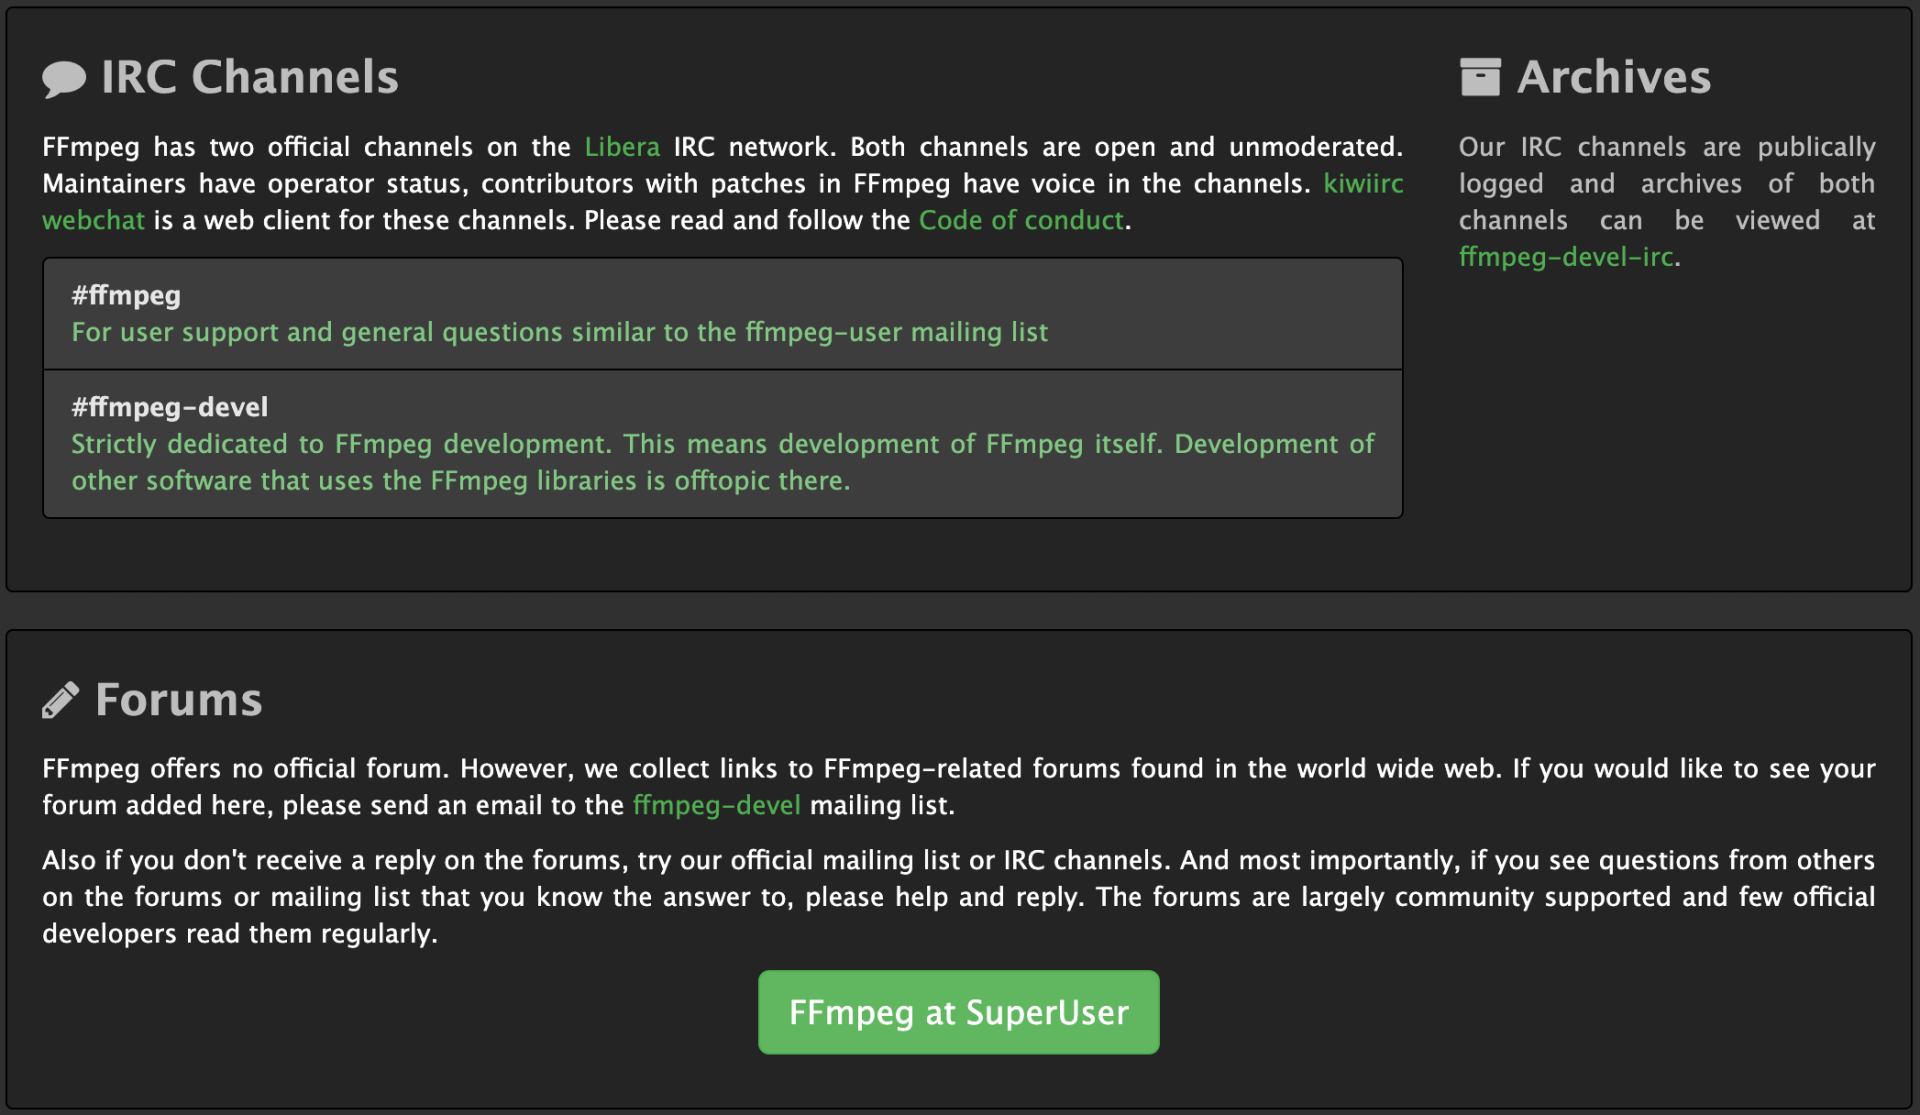 IRC Channels
FFmpeg has two official channels on the Libera IRC network. Both channels are open and unmoderated.
Maintainers have operator status, contributors with patches in FFmpeg have voice in the channels. kiwiirc
webchat is a web client for these channels. Please read and follow the Code of conduct.
#ffmpeg
For user support and general questions similar to the ffmpeg-user mailing list
#ffmpeg-devel
Strictly dedicated to FFmpeg development. This means development of FFmpeg itself. Development of
other software that uses the FFmpeg libraries is offtopic there.
Archives
Our IRC channels are publically
logged and archives of both
channels can be viewed at
ffmpeg-devel-irc.
Forums
FFmpeg offers no official forum. However, we collect links to FFmpeg-related forums found in the world wide web. If you would like to see your
forum added here, please send an email to the ffmpeg-devel mailing list.
Also if you don't receive a reply on the forums, try our official mailing list or IRC channels. And most importantly, if you see questions from others
on the forums or mailing list that you know the answer to, please help and reply. The forums are largely community supported and few official
developers read them regularly.
FFmpeg at SuperUser